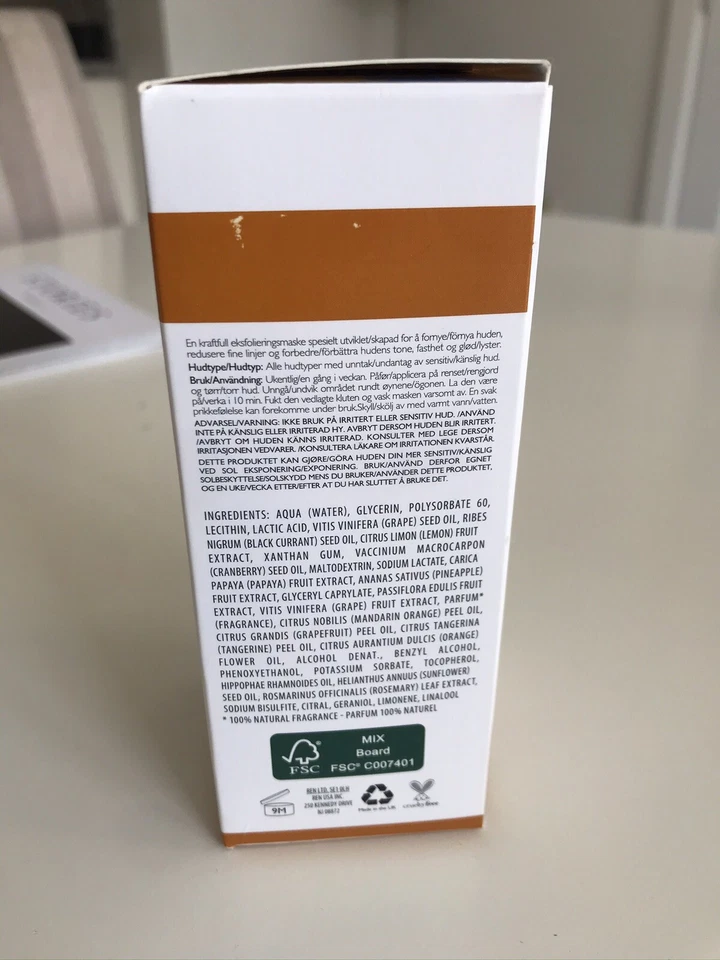 En kraftfull eksfolieringsmaske spesielt utviklet/skapad for å fornye/förnya huden,
redusere fine linjer og forbedre/förbättra hudens tone, fasthet og glød/lyster.
Hudtype/Hudtyp: Alle hudtyper med unntak/undantag av sensitiv/känslig hud.
Bruk/Användning: Ukentlig/en gång i veckan. Påfør/applicera på renset/rengjord
og tørr/torr hud. Unngå/undvik området rundt øynene/ögonen. La den være
på/verka i 10 min. Fukt den vedlagte kluten og vask masken varsomt av. En svak
prikkefølelse kan forekomme under bruk.Skyll/skölj av med varmt vann/vatten.
ADVARSEL/VARNING: IKKE BRUK PÅ IRRITERT ELLER SENSITIV HUD. /ANVÄND
INTE PÅ KÄNSLIG ELLER IRRITERAD HY. AVBRYT DERSOM HUDEN BLIR IRRITERT.
/AVBRYT OM HUDEN KÄNNS IRRITERAD. KONSULTER MED LEGE DERSOM
IRRITASJONEN VEDVARER. /KONSULTERA LÄKARE OM IRRITATIONEN KVARSTÅR.
DETTE PRODUKTET KAN GJØRE/GÖRA HUDEN DIN MER SENSITIV/KÄNSLIG
VED SOL EKSPONERING/EXPONERING. BRUK/ANVÄND DERFOR EGNET
SOLBESKYTTELSE/SOLSKYDD MENS DU BRUKER/ANVÄNDER DETTE PRODUKTET,
OG EN UKE/VECKA ETTER/EFTER AT DU HAR SLUTTET Å BRUKE DET.
INGREDIENTS: AQUA (WATER), GLYCERIN, POLYSORBATE 60,
LECITHIN, LACTIC ACID, VITIS VINIFERA (GRAPE) SEED OIL, RIBES
NIGRUM (BLACK CURRANT) SEED OIL, CITRUS LIMON (LEMON) FRUIT
EXTRACT, XANTHAN GUM, VACCINIUM MACROCARPON
(CRANBERRY) SEED OIL, MALTODEXTRIN, SODIUM LACTATE, CARICA
PAPAYA (PAPAYA) FRUIT EXTRACT, ANANAS SATIVUS (PINEAPPLE)
FRUIT EXTRACT, GLYCERYL CAPRYLATE, PASSIFLORA EDULIS FRUIT
EXTRACT, VITIS VINIFERA (GRAPE) FRUIT EXTRACT, PARFUM*
(FRAGRANCE), CITRUS NOBILIS (MANDARIN ORANGE) PEEL OIL,
CITRUS GRANDIS (GRAPEFRUIT) PEEL OIL, CITRUS TANGERINA
(TANGERINE) PEEL OIL, CITRUS AURANTIUM DULCIS (ORANGE)
FLOWER OIL, ALCOHOL DENAT., BENZYL ALCOHOL,
PHENOXYETHANOL, POTASSIUM SORBATE, TOCOPHEROL,
HIPPOPHAE RHAMNOIDES OIL, HELIANTHUS ANNUUS (SUNFLOWER)
SEED OIL, ROSMARINUS OFFICINALIS (ROSEMARY) LEAF EXTRACT,
SODIUM BISULFITE, CITRAL, GERANIOL, LIMONENE, LINALOOL
* 100% NATURAL FRAGRANCE - PARFUM 100% NATUREL
FSC
MIX
Board
FSC® C007401
9M
REN LTD. SE1 0LH
REN USA INC.
250 KENNEDY DRIVE
NJ 08872
Made in the UK
cruelty free